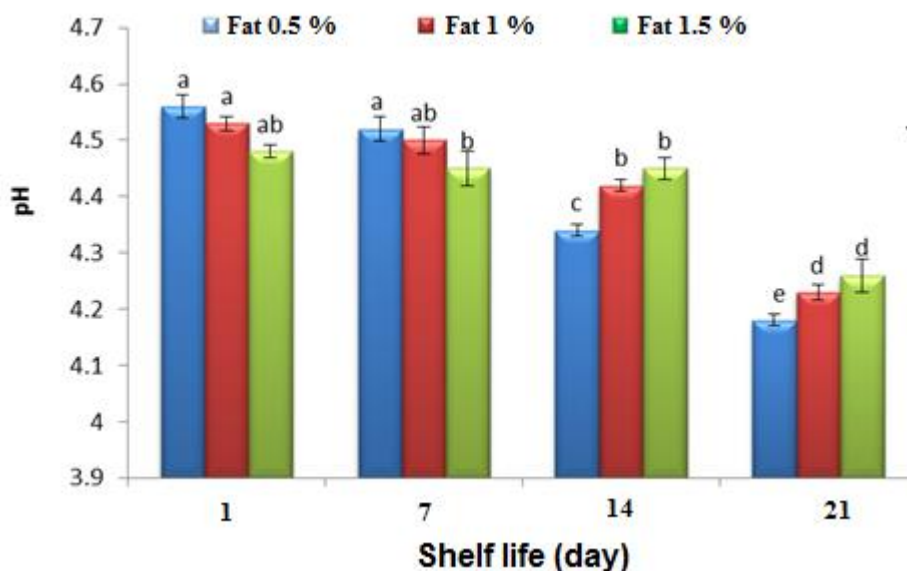 Fat 0.5 % Fat 1 % Fat 1.5 %
4.7
4.6
4.5
4.4
4.3
4.2
4.1
4
3.9
pH
a a ab
a ab b
c b b
e d d
1 7 14 21
Shelf life (day)